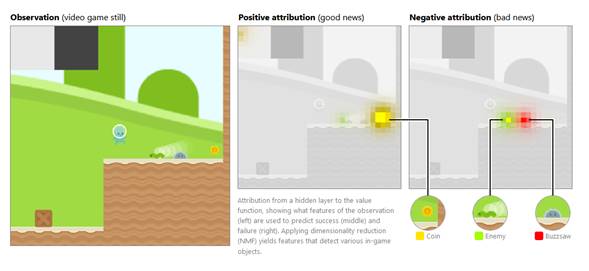 Observation (video game still)
Positive attribution (good news)
Negative attribution (bad news)
Attribution from a hidden layer to the value
function, showing what features of the observation
(left) are used to predict success (middle) and
failure (right). Applying dimensionality reduction
(NMF) yields features that detect various in-game
objects.
Coin
Enemy
Buzzsaw